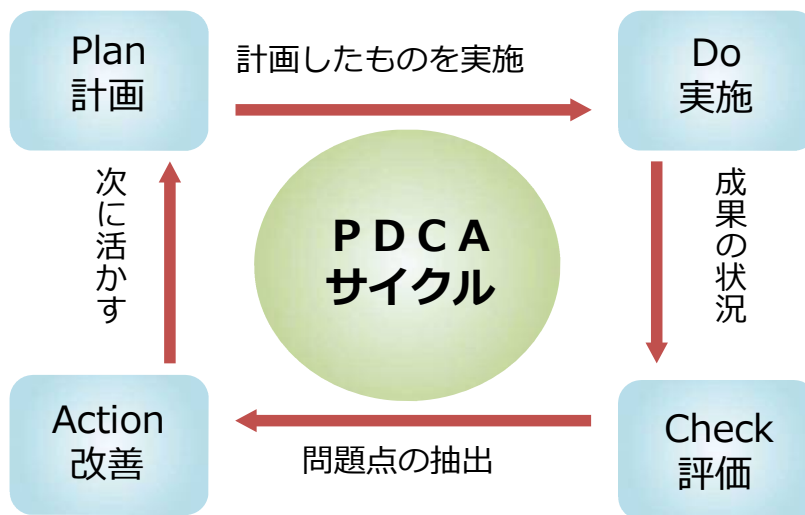 Plan
計画
計画したものを実施
Do
実施
次に活かす
ＰＤＣＡ
サイクル
成果の状況
Action
改善
問題点の抽出
Check
評価